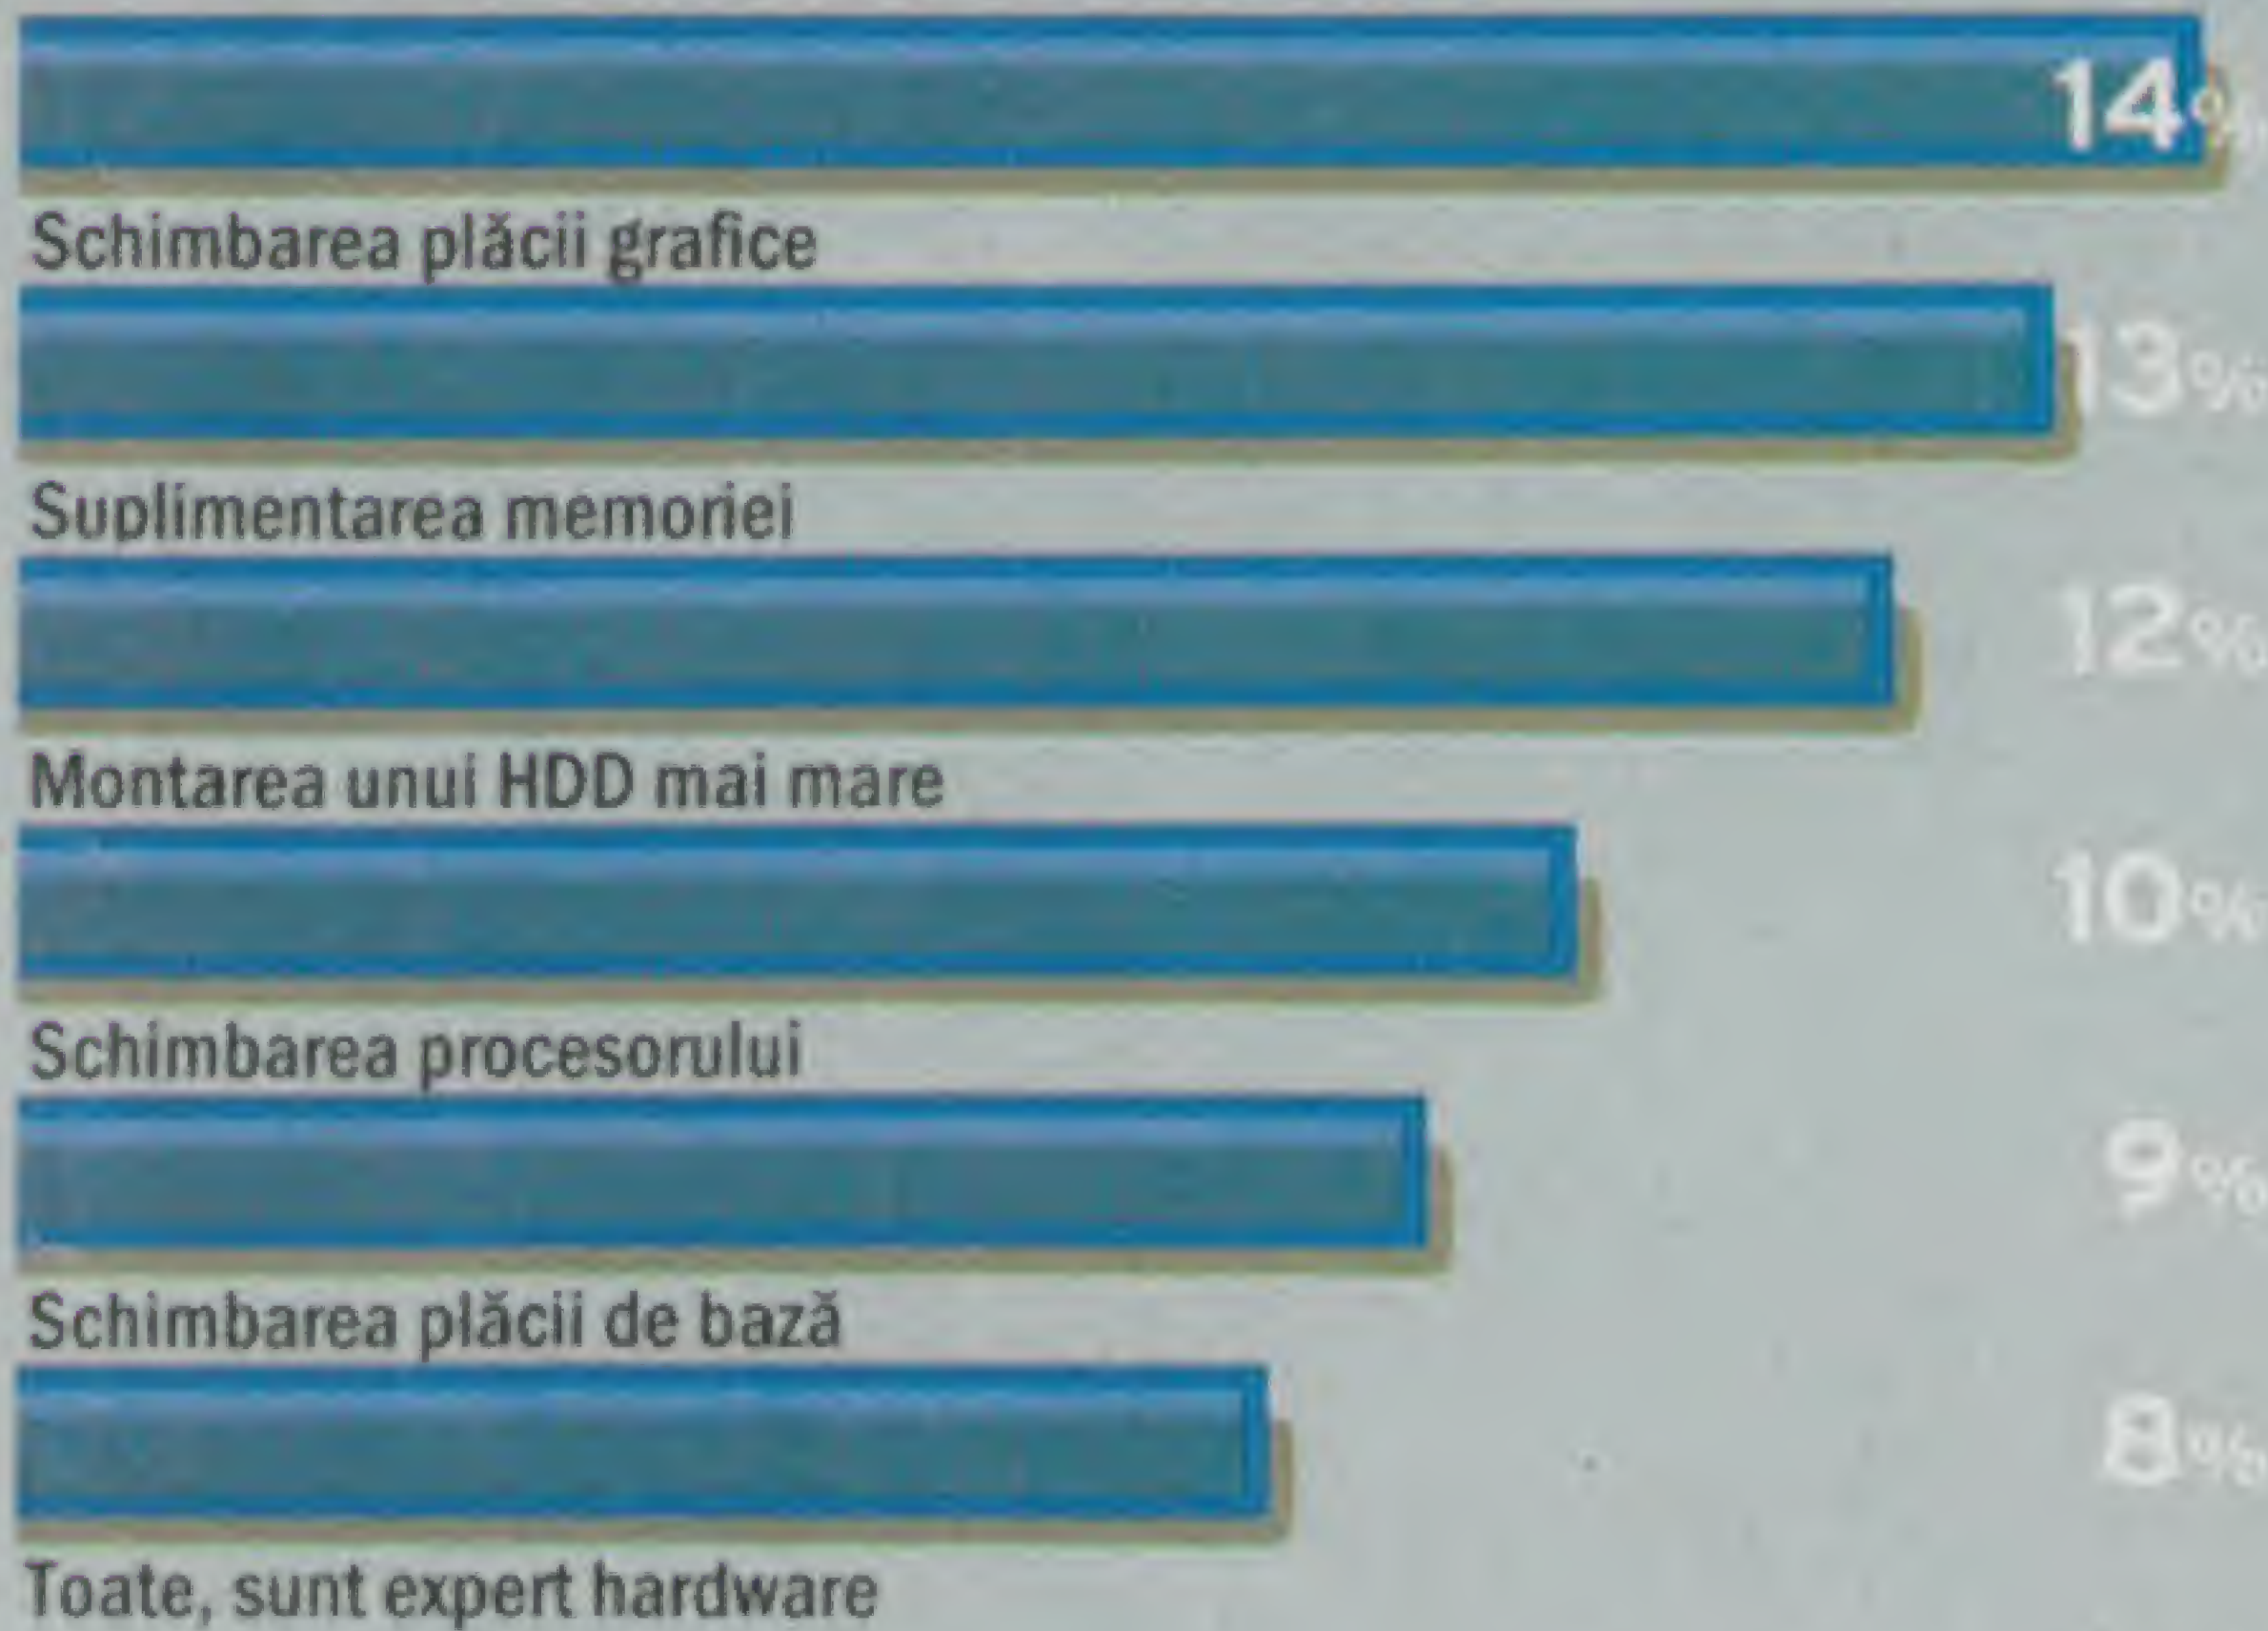 14%
Schimbarea plăcii grafice
13%
Suplimentarea memoriei
12%
Montarea unui HDD mai mare
10%
Schimbarea procesorului
9%
Schimbarea plăcii de bază
8%
Toate, sunt expert hardware